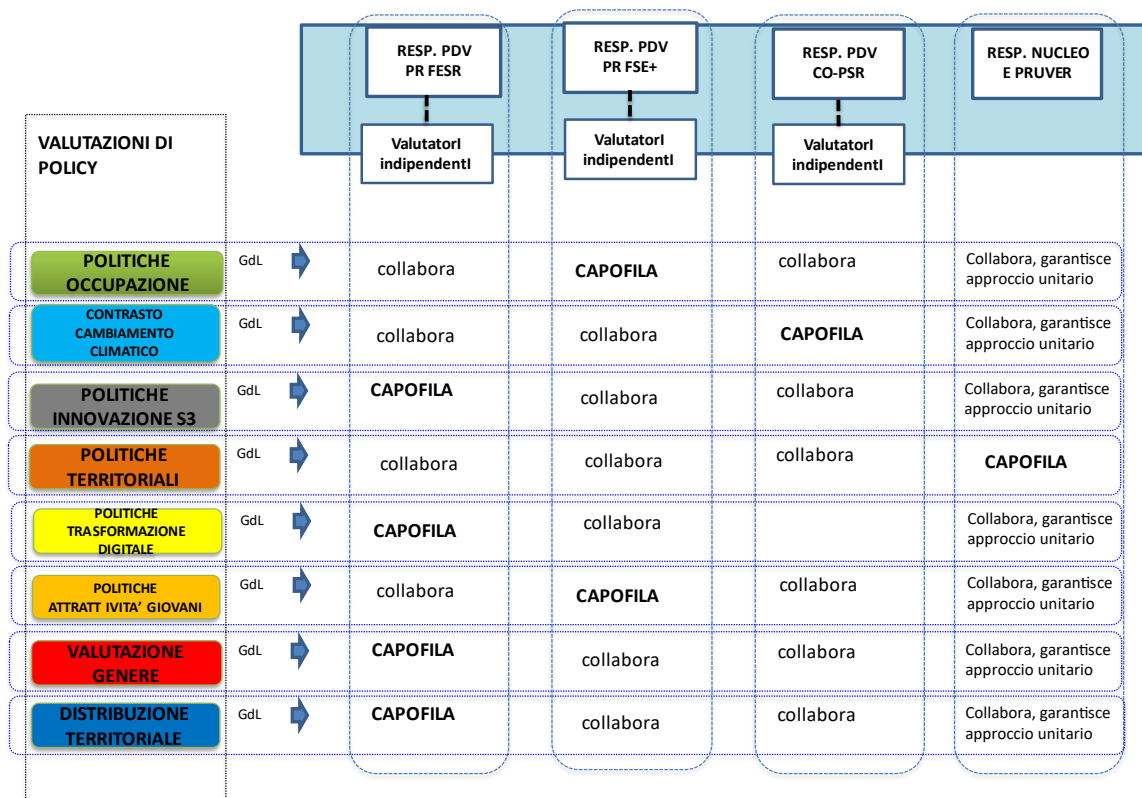 RESP. PDV
PR FESR
RESP. PDV
PR FSE+
RESP. PDV
CO-PSR
RESP. NUCLEO
E PRUVER
ValutatorI
indipendentI
ValutatorI
indipendentI
ValutatorI
indipendentI
VALUTAZIONI DI
POLICY
POLITICHE
OCCUPAZIONE
GdL
collabora
CAPOFILA
collabora
Collabora, garantisce
approccio unitario
CONTRASTO
CAMBIAMENTO
CLIMATICO
GdL
collabora
collabora
CAPOFILA
Collabora, garantisce
approccio unitario
POLITICHE
INNOVAZIONE S3
GdL
CAPOFILA
collabora
collabora
Collabora, garantisce
approccio unitario
POLITICHE
TERRITORIALI
GdL
collabora
collabora
collabora
CAPOFILA
POLITICHE
TRASFORMAZIONE
DIGITALE
GdL
CAPOFILA
collabora
Collabora, garantisce
approccio unitario
POLITICHE
ATTRATT IVITA’ GIOVANI
GdL
collabora
CAPOFILA
collabora
Collabora, garantisce
approccio unitario
VALUTAZIONE
GENERE
GdL
CAPOFILA
collabora
collabora
Collabora, garantisce
approccio unitario
DISTRIBUZIONE
TERRITORIALE
GdL
CAPOFILA
collabora
collabora
Collabora, garantisce
approccio unitario